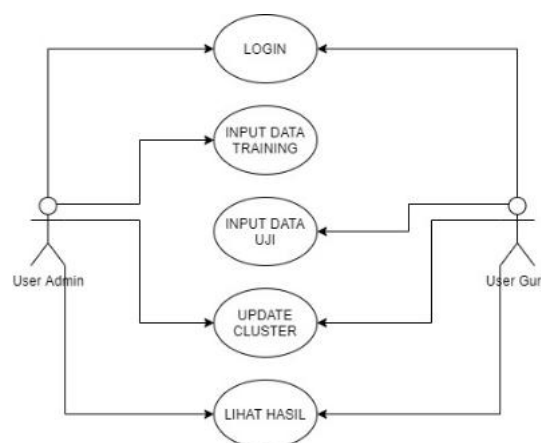 LOGIN
INPUT DATA
TRAINING
INPUT DATA
UJI
User Admin
User Gur
UPDATE
CLUSTER
LIHAT HASIL